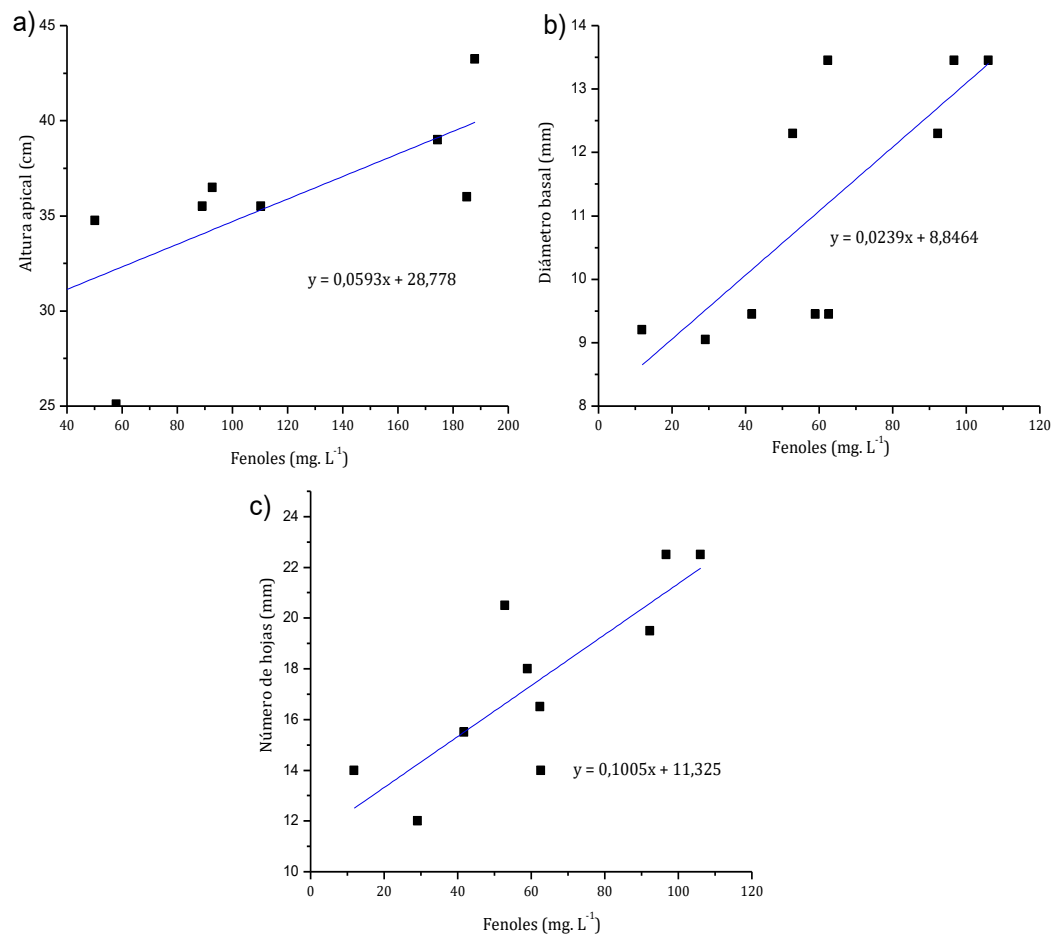 a)
45
40
35
30
25
Altura apical (cm)
y = 0,0593x + 28,778
40 60 80 100 120 140 160 180 200
Fenoles (mg. L-1)
b)
14
13
12
11
10
9
8
Diámetro basal (mm)
y = 0,0239x + 8,8464
0 20 40 60 80 100 120
Fenoles (mg. L-1)
c)
24
22
20
18
16
14
12
10
Número de hojas (mm)
y = 0,1005x + 11,325
0 20 40 60 80 100 120
Fenoles (mg. L-1)